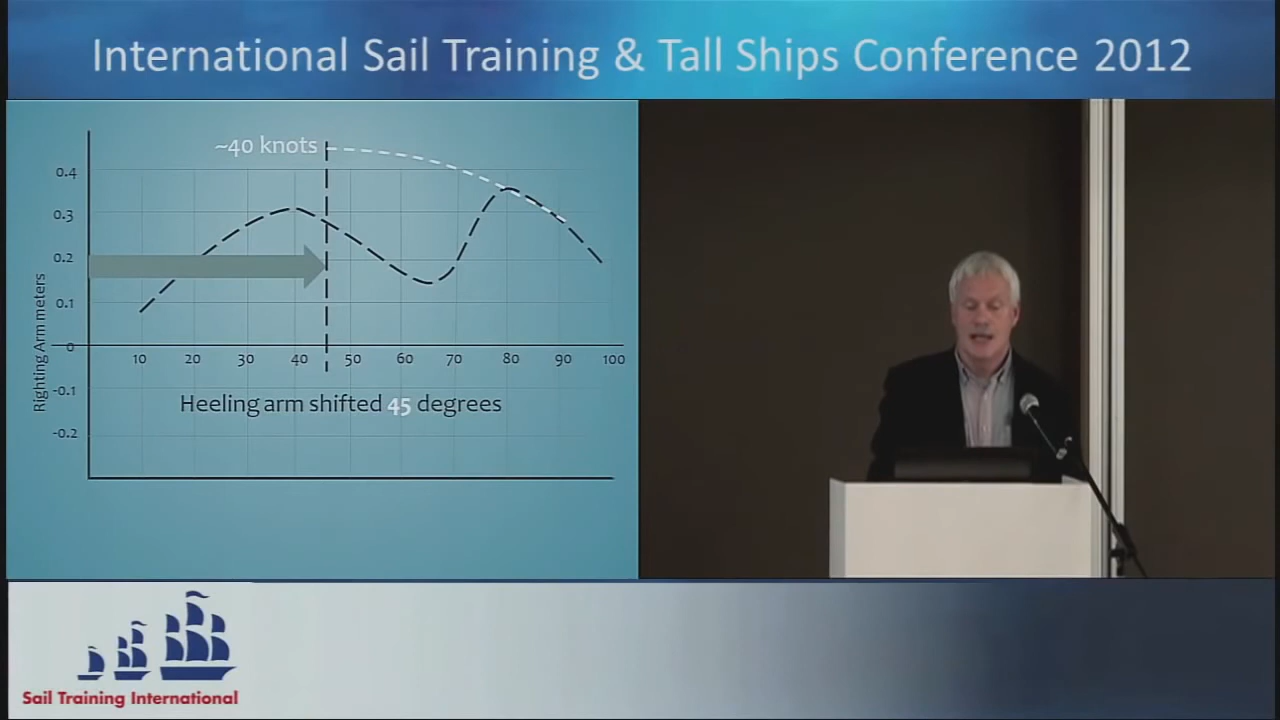 International Sail Training & Tall Ships Conference 2012
~40 knots
0.4
0.3
0.2
0.1
0
-0.1
-0.2
Righting Arm meters
10 20 30 40 50 60 70 80 90 100
Heeling arm shifted 45 degrees
Sail Training International